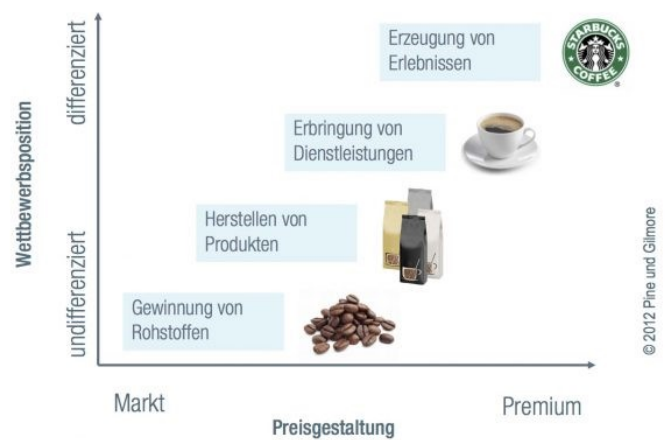 Erzeugung von
Erlebnissen
STARBUCKS
COFFEE
®
differenziert
Erbringung von
Dienstleistungen
Wettbewerbsposition
Herstellen von
Produkten
undifferenziert
Gewinnung von
Rohstoffen
© 2012 Pine und Gilmore
Markt
Premium
Preisgestaltung